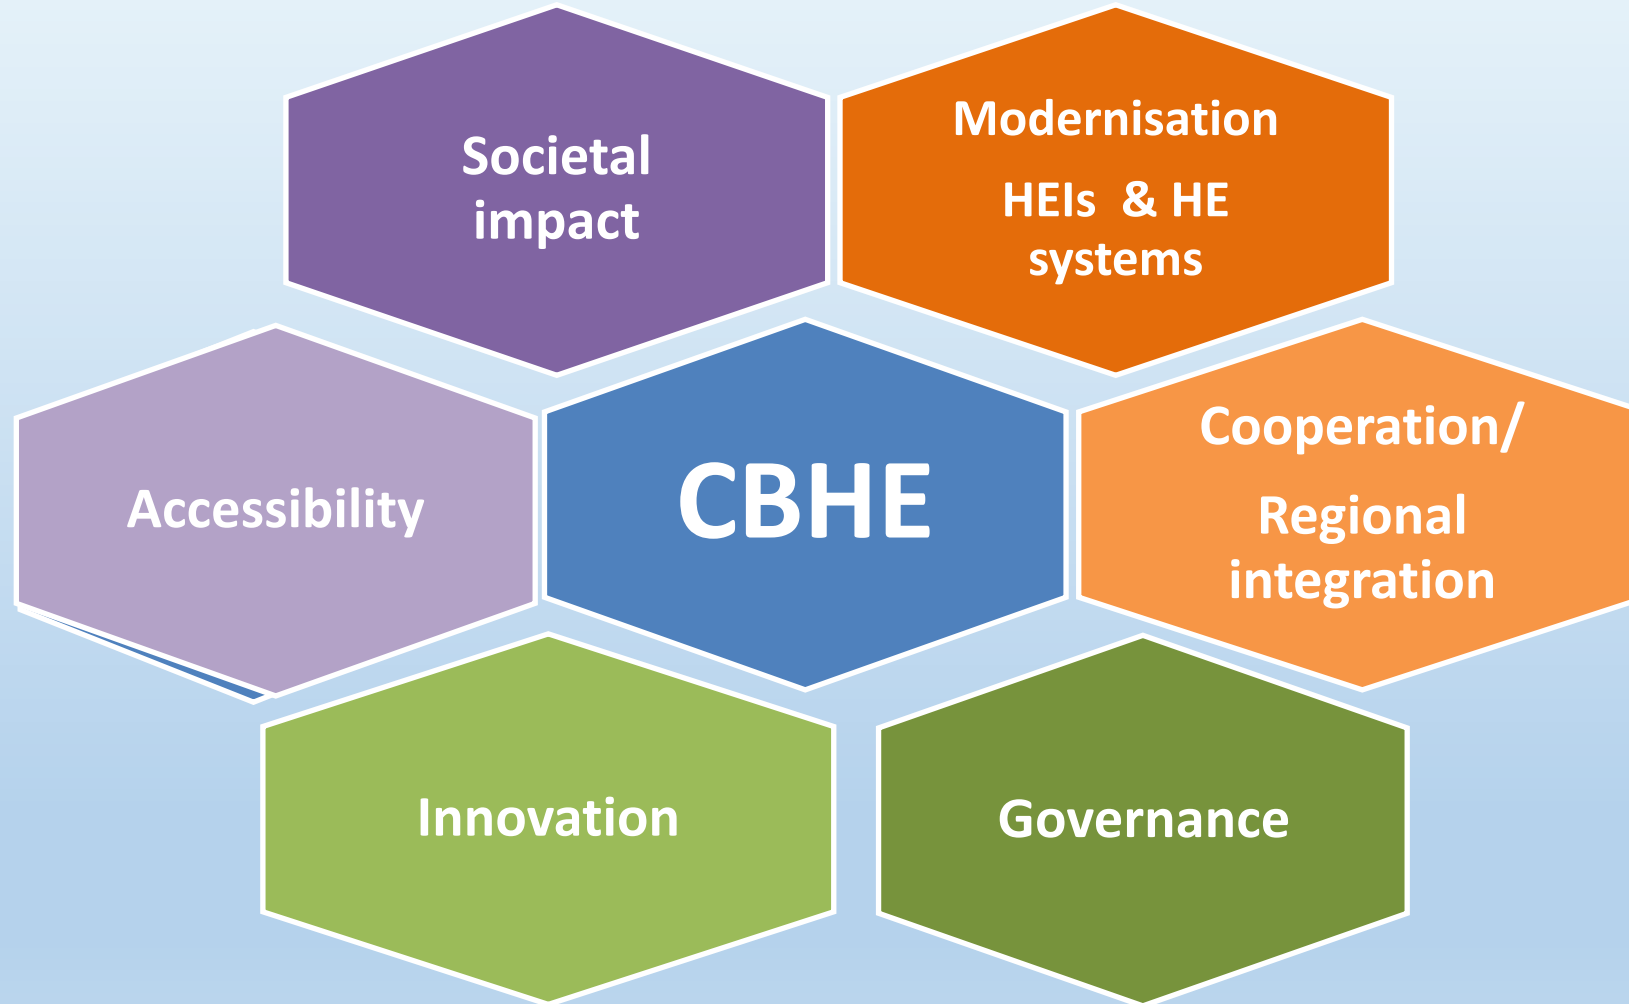 Societal
impact
Modernisation
HEIs & HE
systems
Accessibility
CBHE
Cooperation/
Regional
integration
Innovation
Governance